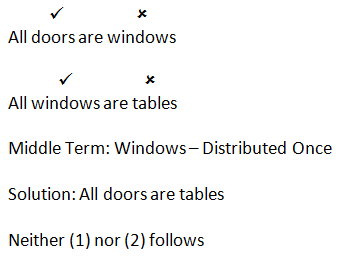 ✓ ×
All doors are windows
✓ ×
All windows are tables
Middle Term: Windows – Distributed Once
Solution: All doors are tables
Neither (1) nor (2) follows